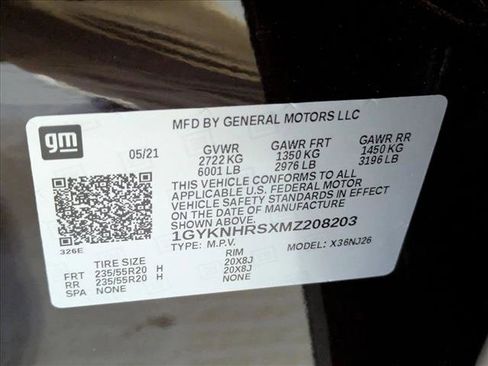 gm
MFD BY GENERAL MOTORS LLC
05/21 GVWR GAWR FRT GAWR RR
2722 KG 1350 KG 1450 KG
6001 LB 2976 LB 3196 LB
THIS VEHICLE CONFORMS TO ALL
APPLICABLE U.S. FEDERAL MOTOR
VEHICLE SAFETY STANDARDS IN EFFECT
ON THE DATE OF MANUFACTURE
SHOWN ABOVE.
1GYKNHRSXMZ208203
326E TYPE: M.P.V. MODEL: X36NJ26
TIRE SIZE RIM
FRT 235/55R20 H 20X8J
RR 235/55R20 H 20X8J
SPA NONE NONE